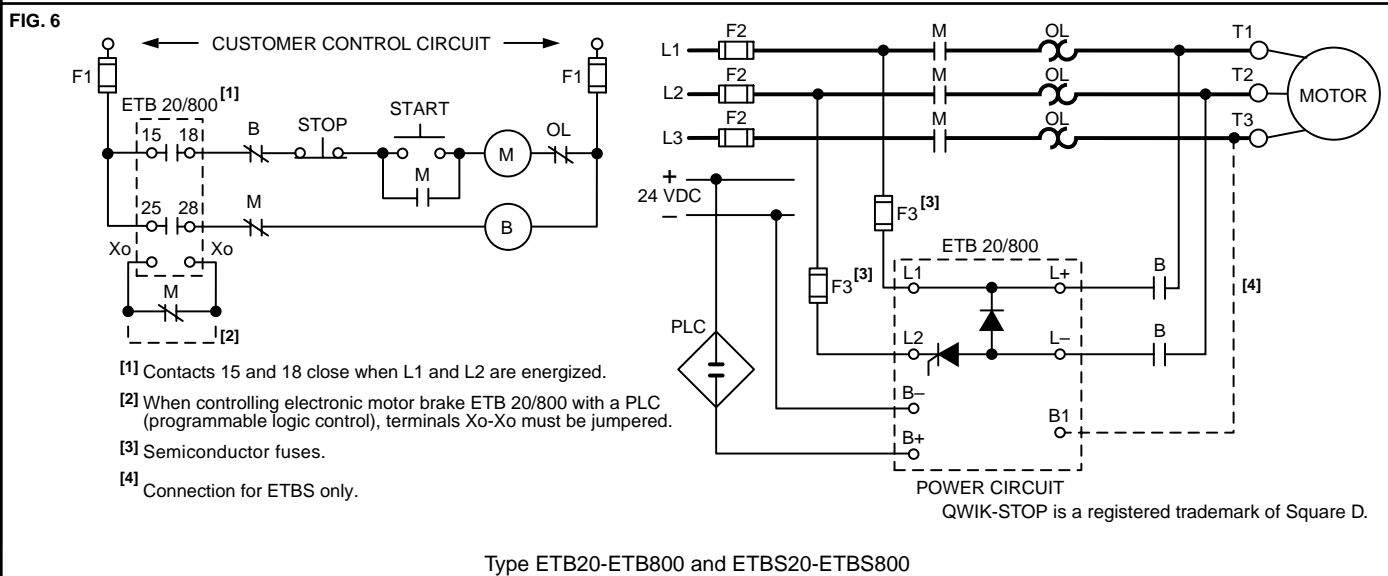 FIG. 6
CUSTOMER CONTROL CIRCUIT
F1
F1
ETB 20/800 [1]
15
18
B
STOP
START
M
M
OL
25
28
M
B
Xo
Xo
M
[2]
[1] Contacts 15 and 18 close when L1 and L2 are energized.
[2] When controlling electronic motor brake ETB 20/800 with a PLC
(programmable logic control), terminals Xo-Xo must be jumpered.
[3] Semiconductor fuses.
[4] Connection for ETBS only.
L1
F2
M
OL
T1
L2
F2
M
OL
T2
MOTOR
L3
F2
M
OL
T3
+
24 VDC
–
F3 [3]
F3 [3]
ETB 20/800
L1
L+
B
[4]
PLC
L2
L–
B
B–
B+
B1
POWER CIRCUIT
QWIK-STOP is a registered trademark of Square D.
Type ETB20-ETB800 and ETBS20-ETBS800